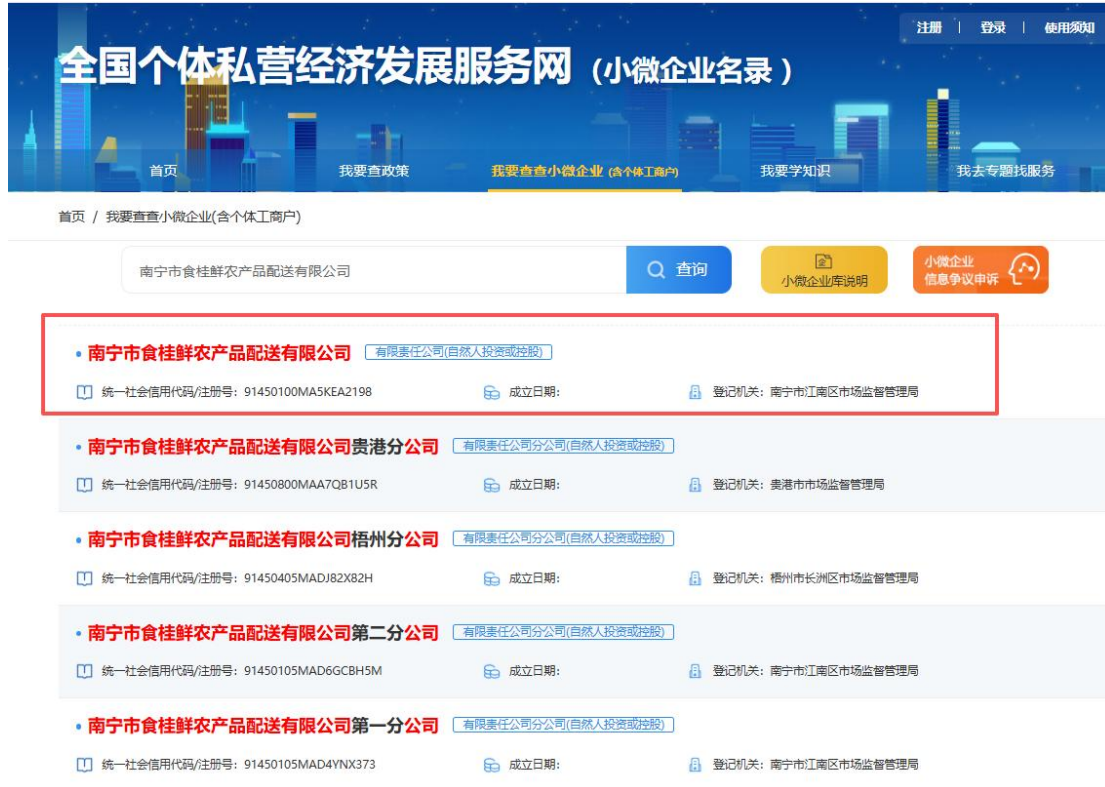 注册 | 登录 | 使用须知
全国个体私营经济发展服务网（小微企业名录）
首页 我要查政策 我要查查小微企业 (含个体工商户) 我要学知识 我去专题找服务
首页 / 我要查查小微企业(含个体工商户)
南宁市食桂鲜农产品配送有限公司 查询 小微企业库说明 小微企业
信息争议申诉
南宁市食桂鲜农产品配送有限公司 有限责任公司(自然人投资或控股)
统一社会信用代码/注册号: 91450100MA5KEA2198 成立日期: 登记机关: 南宁市江南区市场监督管理局
南宁市食桂鲜农产品配送有限公司贵港分公司 有限责任公司分公司(自然人投资或控股)
统一社会信用代码/注册号: 91450800MAA7QB1U5R 成立日期: 登记机关: 贵港市市场监督管理局
南宁市食桂鲜农产品配送有限公司梧州分公司 有限责任公司分公司(自然人投资或控股)
统一社会信用代码/注册号: 91450405MADJ82X82H 成立日期: 登记机关: 梧州市长洲区市场监督管理局
南宁市食桂鲜农产品配送有限公司第二分公司 有限责任公司分公司(自然人投资或控股)
统一社会信用代码/注册号: 91450105MAD6GCBH5M 成立日期: 登记机关: 南宁市江南区市场监督管理局
南宁市食桂鲜农产品配送有限公司第一分公司 有限责任公司分公司(自然人投资或控股)
统一社会信用代码/注册号: 91450105MAD4YNX373 成立日期: 登记机关: 南宁市江南区市场监督管理局